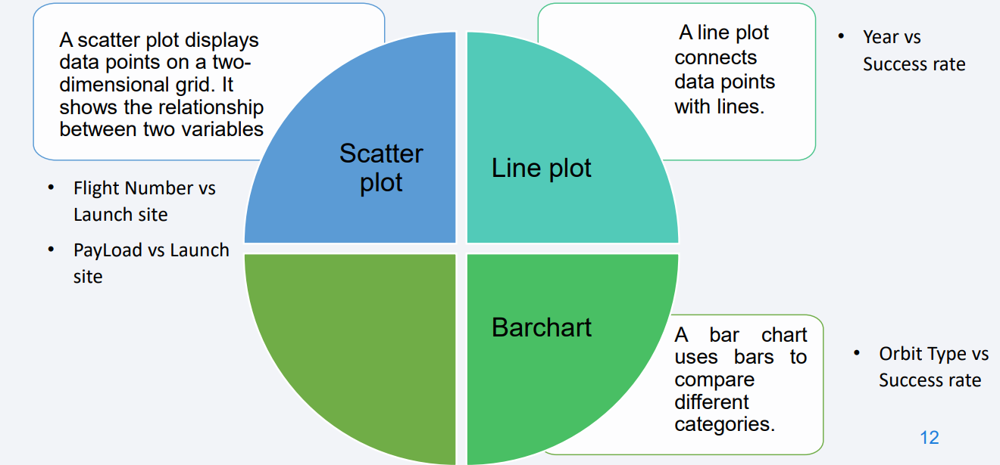 A scatter plot displays
data points on a two-
dimensional grid. It
shows the relationship
between two variables
• Flight Number vs
Launch site
• PayLoad vs Launch
site
Scatter
plot
Line plot
A line plot
connects
data points
with lines.
• Year vs
Success rate
Barchart
A bar chart
uses bars to
compare
different
categories.
• Orbit Type vs
Success rate
12